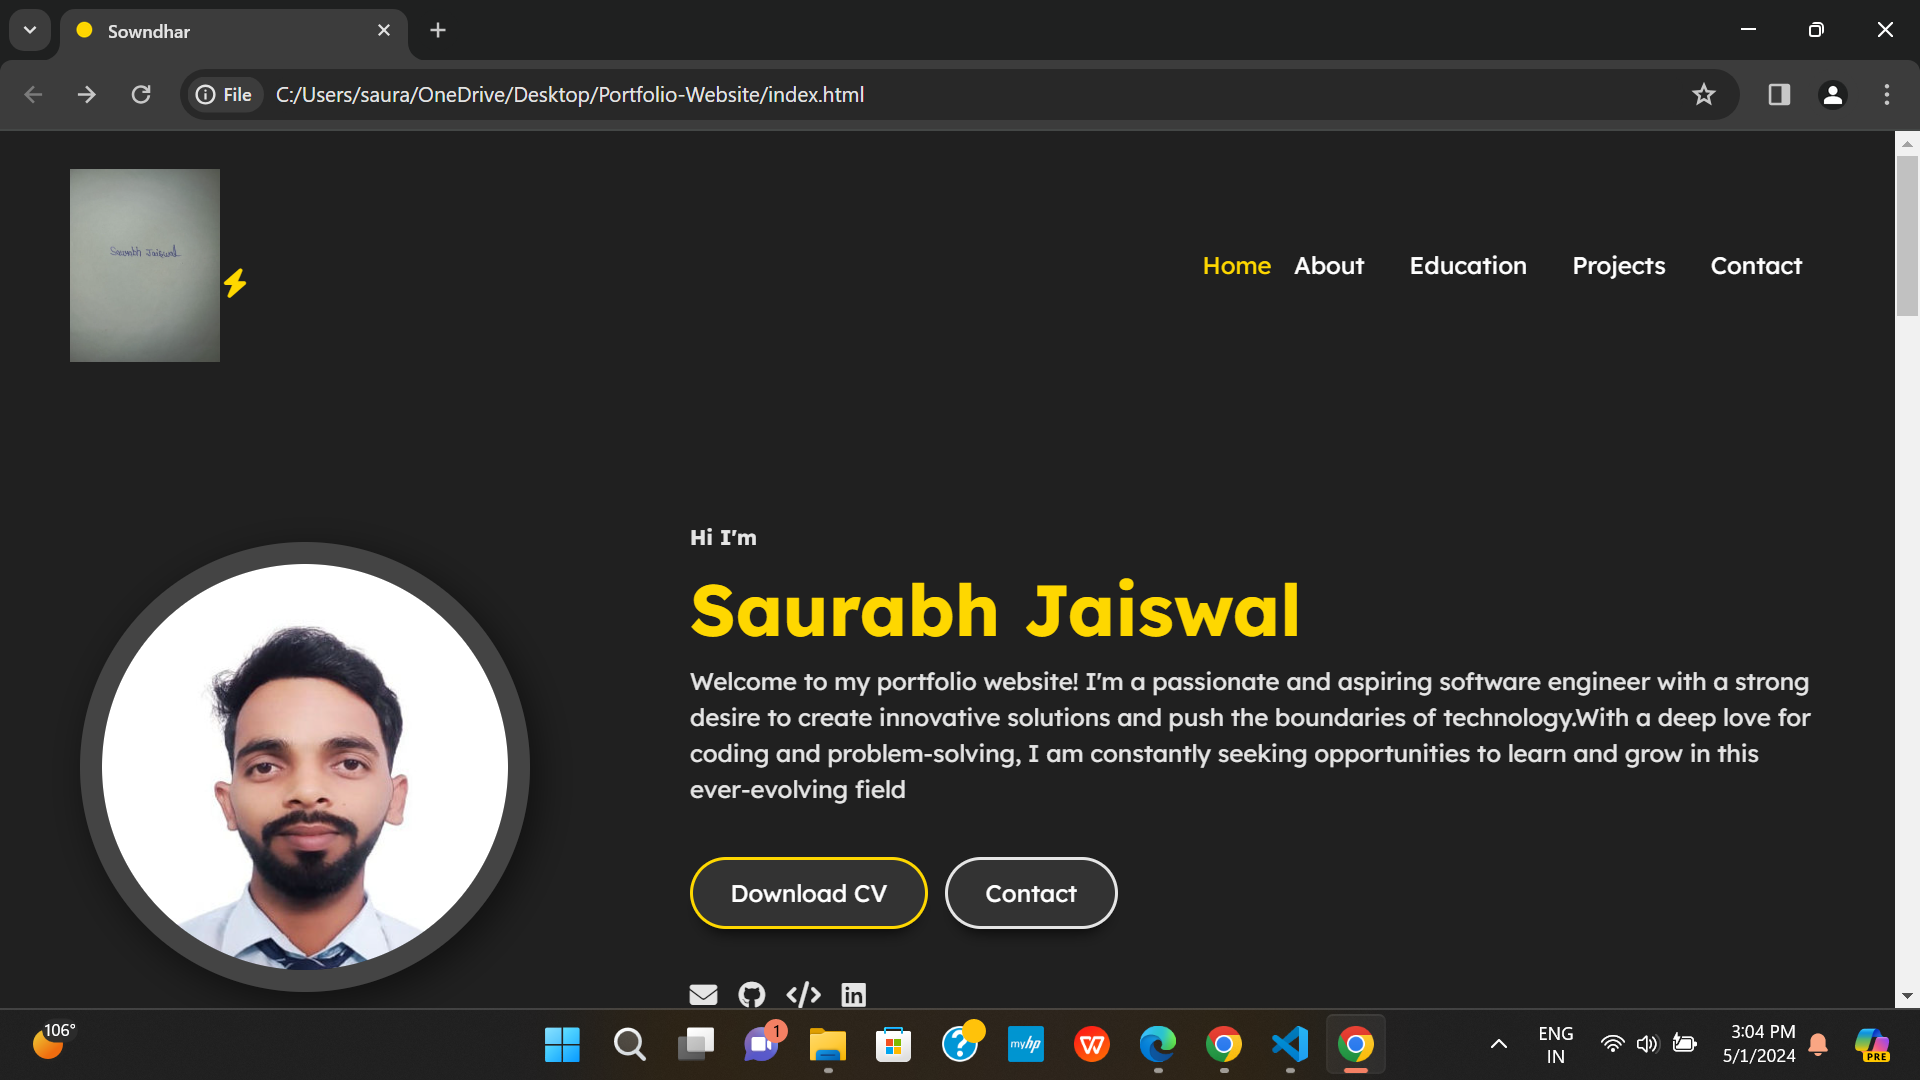 Sowndhar
File
C:/Users/saura/OneDrive/Desktop/Portfolio-Website/index.html
Saurabh Jaiswal
Home About Education Projects Contact
Hi I'm
Saurabh Jaiswal
Welcome to my portfolio website! I'm a passionate and aspiring software engineer with a strong
desire to create innovative solutions and push the boundaries of technology.With a deep love for
coding and problem-solving, I am constantly seeking opportunities to learn and grow in this
ever-evolving field
Download CV Contact
in
106°
1
myhp
W
ENG
IN
3:04 PM
5/1/2024
PRE